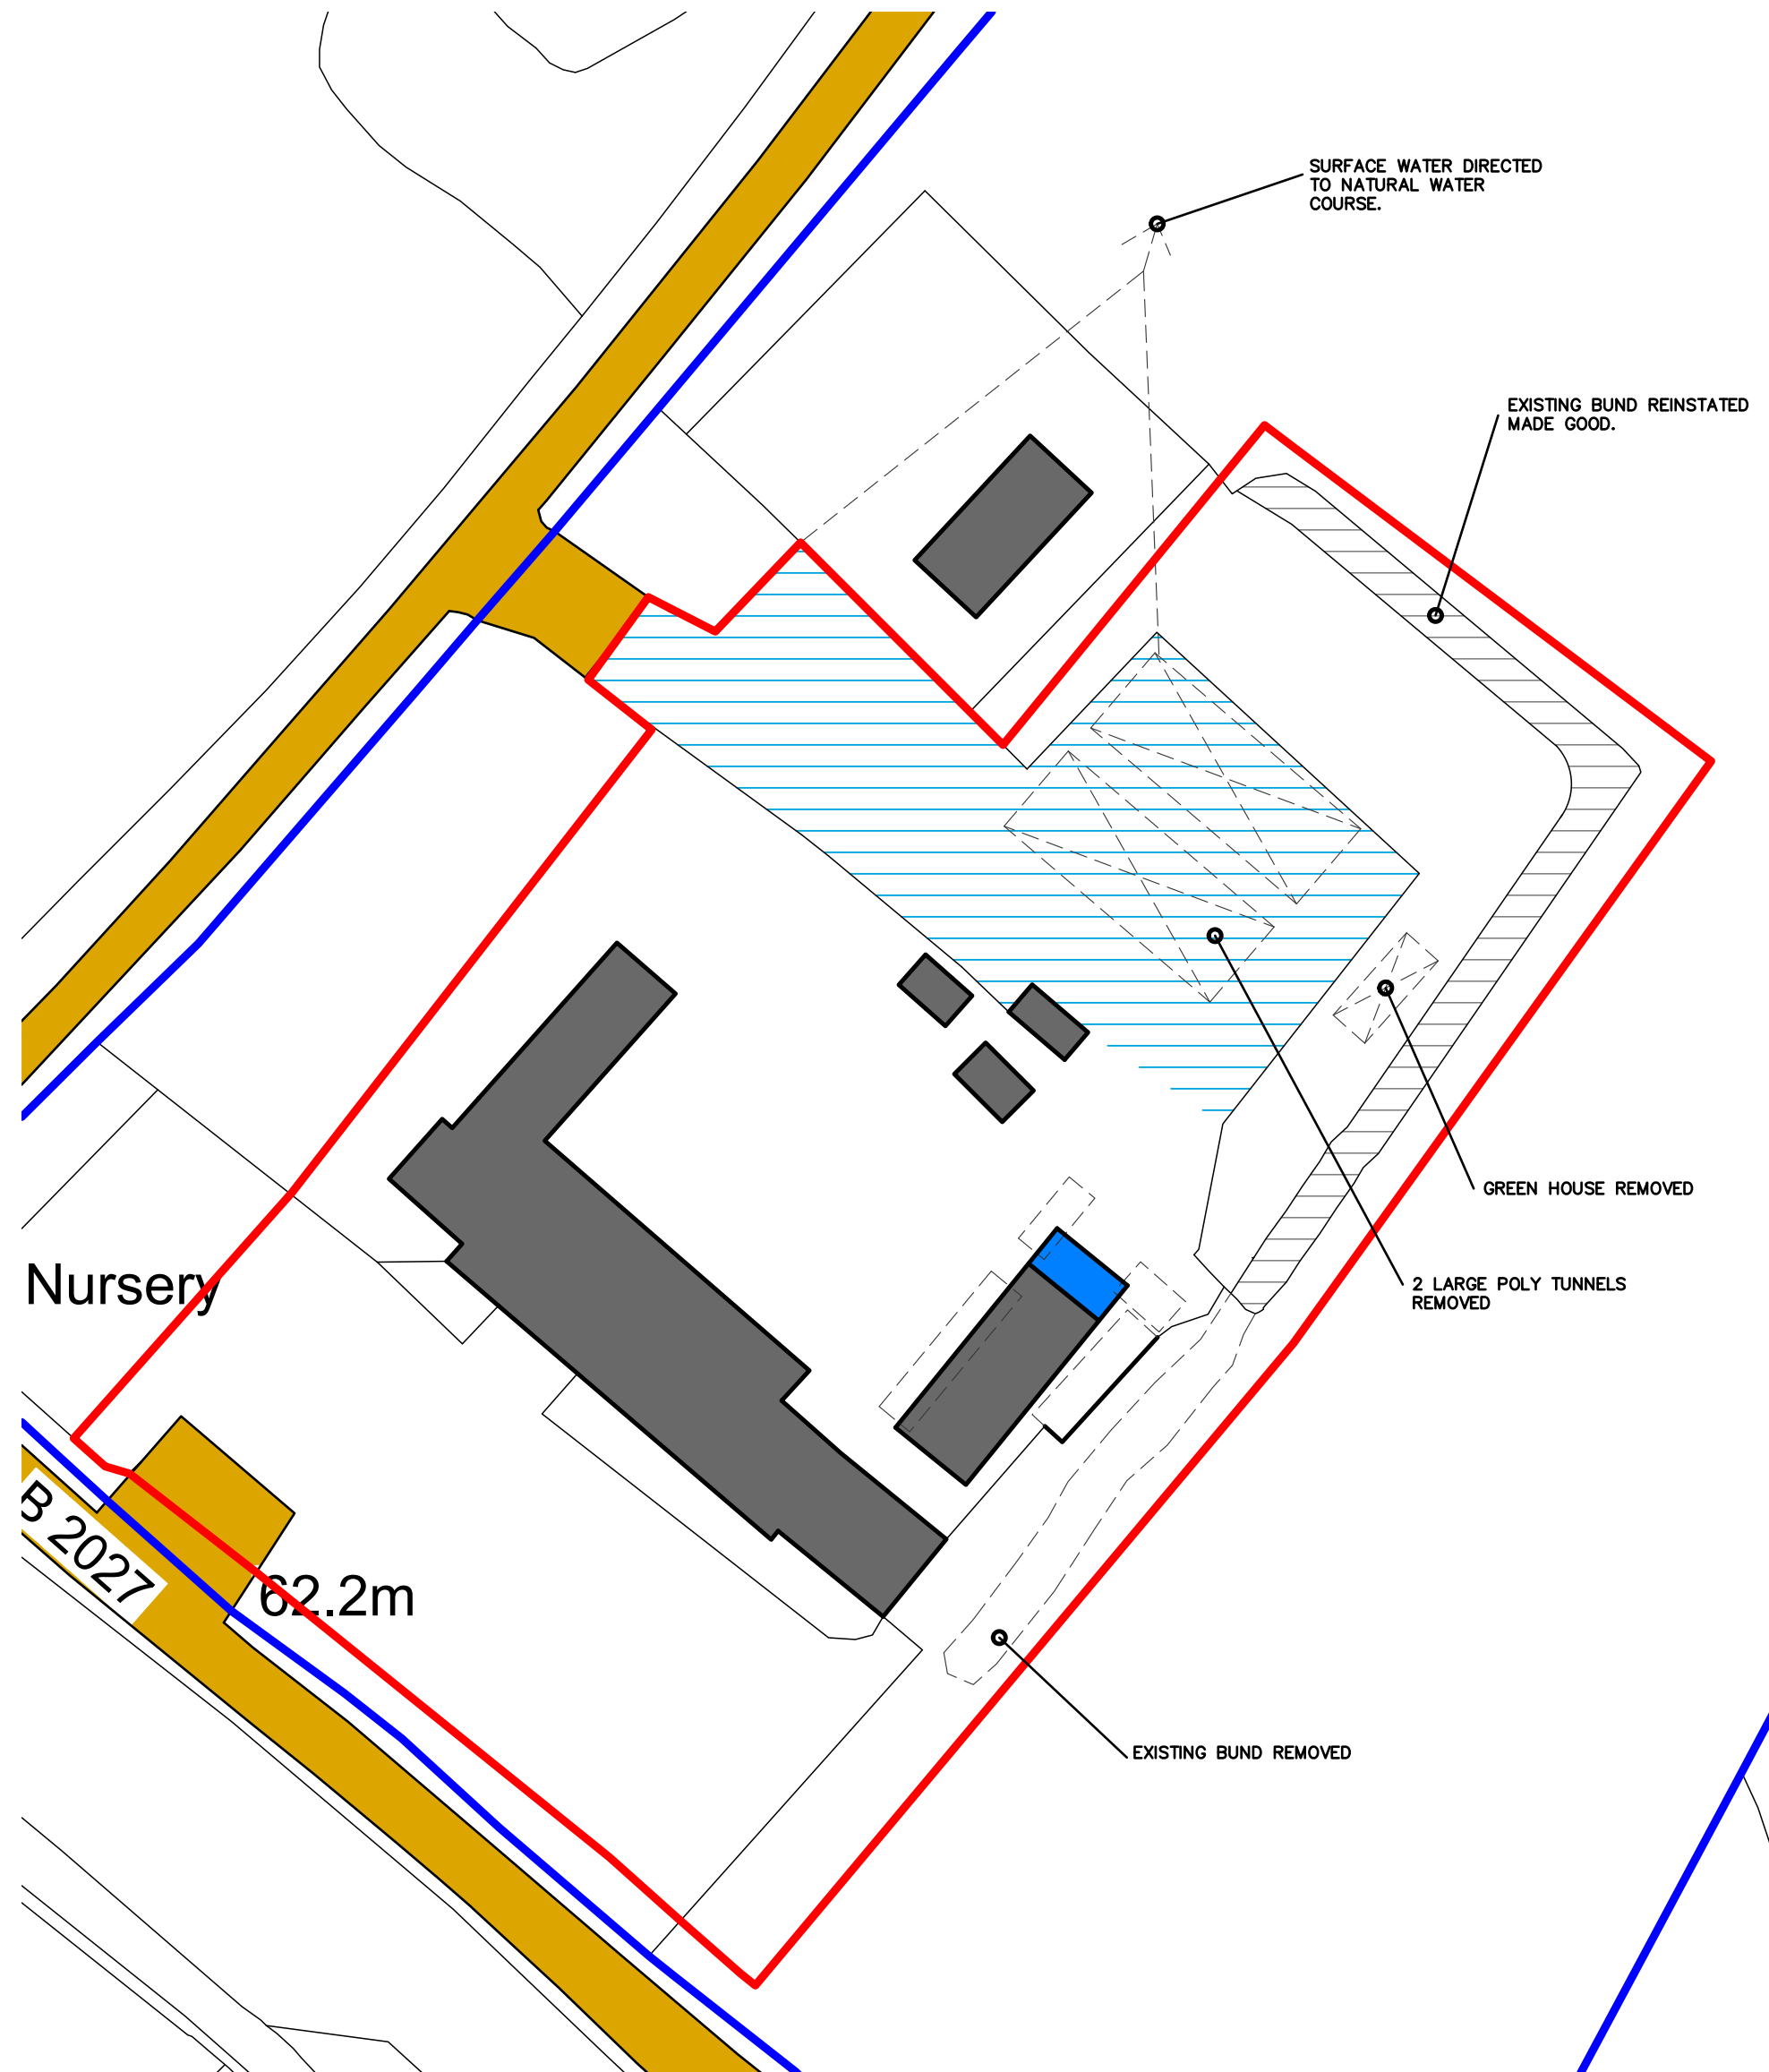 SURFACE WATER DIRECTED
TO NATURAL WATER
COURSE.
EXISTING BUND REINSTATED
MADE GOOD.
GREEN HOUSE REMOVED
Nursery
2 LARGE POLY TUNNELS
REMOVED
B 2027
62.2m
EXISTING BUND REMOVED